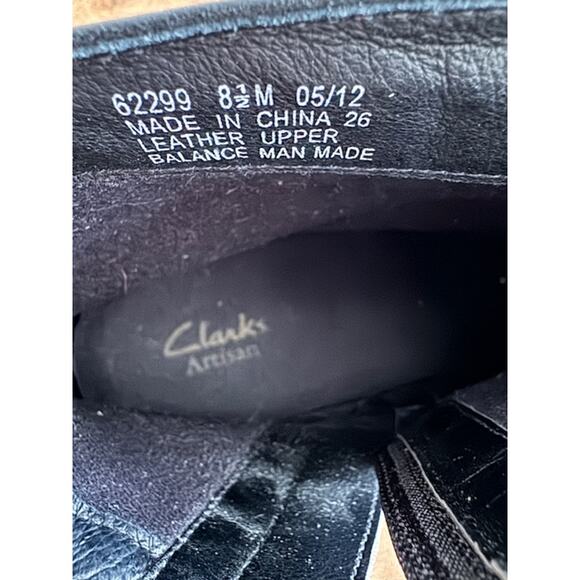 62299 8½M 05/12
MADE IN CHINA 26
LEATHER UPPER
BALANCE MAN MADE
Clarks
Artisan